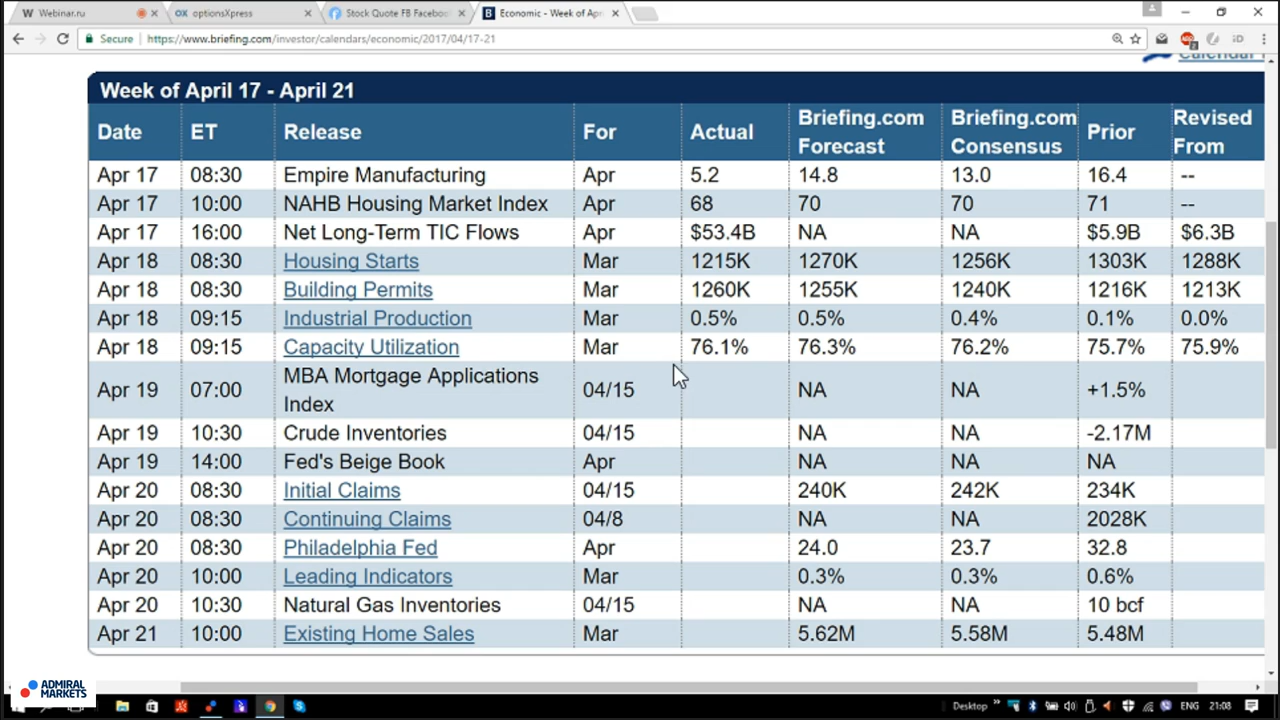 Webinar.ru
optionsXpress
Stock Quote FB Faceboo
Economic - Week of Apr
Secure https://www.briefing.com/investor/calendars/economic/2017/04/17-21
Week of April 17 - April 21
Date ET Release For Actual Briefing.com Forecast Briefing.com Consensus Prior Revised From
Apr 17 08:30 Empire Manufacturing Apr 5.2 14.8 13.0 16.4 --
Apr 17 10:00 NAHB Housing Market Index Apr 68 70 70 71 --
Apr 17 16:00 Net Long-Term TIC Flows Apr $53.4B NA NA $5.9B $6.3B
Apr 18 08:30 Housing Starts Mar 1215K 1270K 1256K 1303K 1288K
Apr 18 08:30 Building Permits Mar 1260K 1255K 1240K 1216K 1213K
Apr 18 09:15 Industrial Production Mar 0.5% 0.5% 0.4% 0.1% 0.0%
Apr 18 09:15 Capacity Utilization Mar 76.1% 76.3% 76.2% 75.7% 75.9%
Apr 19 07:00 MBA Mortgage Applications Index 04/15 NA NA +1.5%
Apr 19 10:30 Crude Inventories 04/15 NA NA -2.17M
Apr 19 14:00 Fed's Beige Book Apr NA NA NA
Apr 20 08:30 Initial Claims 04/15 240K 242K 234K
Apr 20 08:30 Continuing Claims 04/8 NA NA 2028K
Apr 20 08:30 Philadelphia Fed Apr 24.0 23.7 32.8
Apr 20 10:00 Leading Indicators Mar 0.3% 0.3% 0.6%
Apr 20 10:30 Natural Gas Inventories 04/15 NA NA 10 bcf
Apr 21 10:00 Existing Home Sales Mar 5.62M 5.58M 5.48M
ADMIRAL
MARKETS
Desktop ENG 21:08